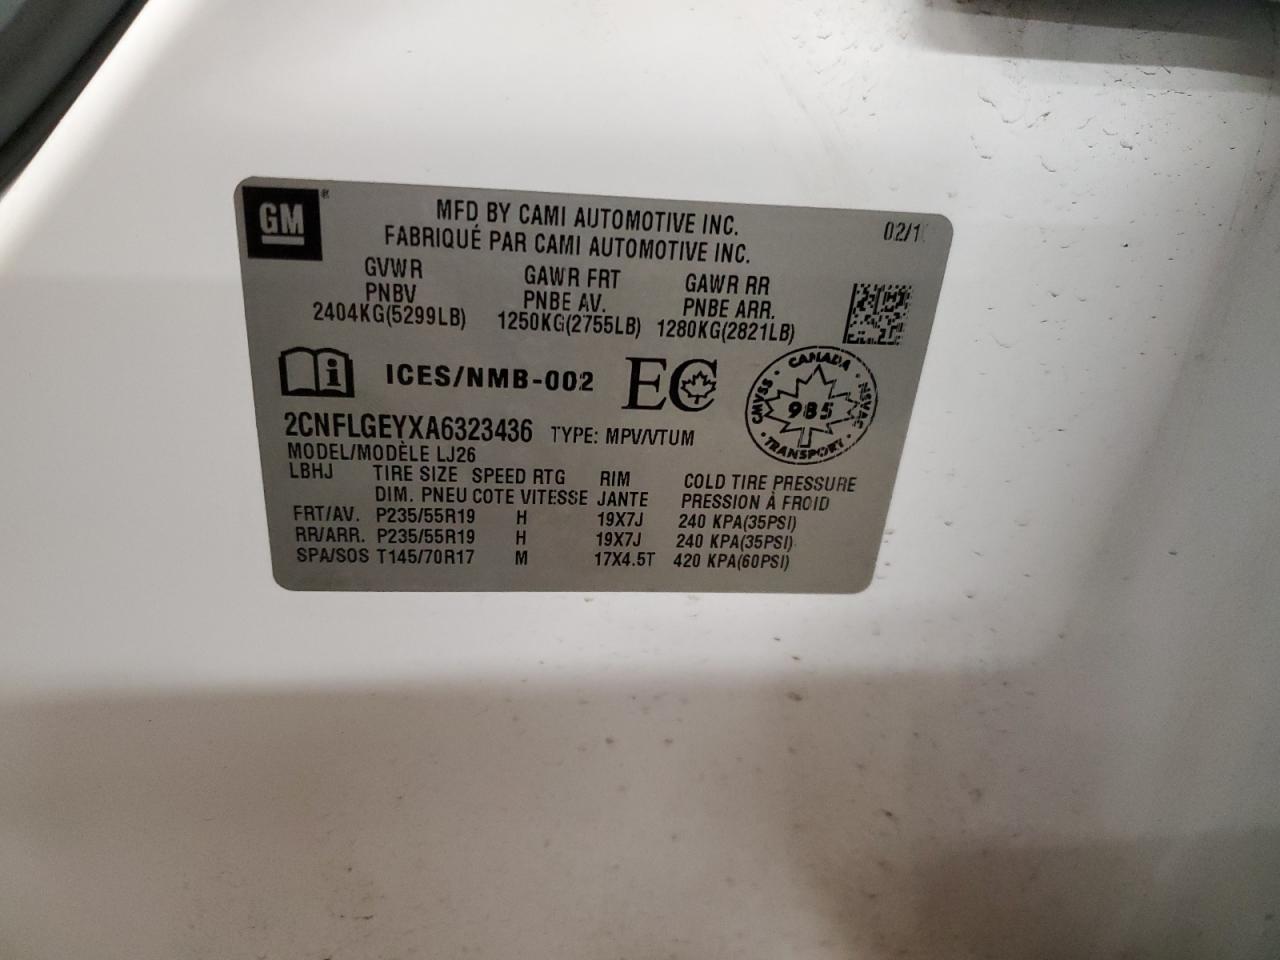 GM ®
MFD BY CAMI AUTOMOTIVE INC.
FABRIQUÉ PAR CAMI AUTOMOTIVE INC.
02/1
GVWR GAWR FRT GAWR RR
PNBV PNBE AV. PNBE ARR.
2404KG(5299LB) 1250KG(2755LB) 1280KG(2821LB)
i ICES/NMB-002 EC
CANADA
CMVSS 985 NSVAC
TRANSPORT
2CNFLGEYXA6323436 TYPE: MPV/VTUM
MODEL/MODÈLE LJ26
LBHJ TIRE SIZE SPEED RTG RIM COLD TIRE PRESSURE
DIM. PNEU COTE VITESSE JANTE PRESSION À FROID
FRT/AV. P235/55R19 H 19X7J 240 KPA(35PSI)
RR/ARR. P235/55R19 H 19X7J 240 KPA(35PSI)
SPA/SOS T145/70R17 M 17X4.5T 420 KPA(60PSI)